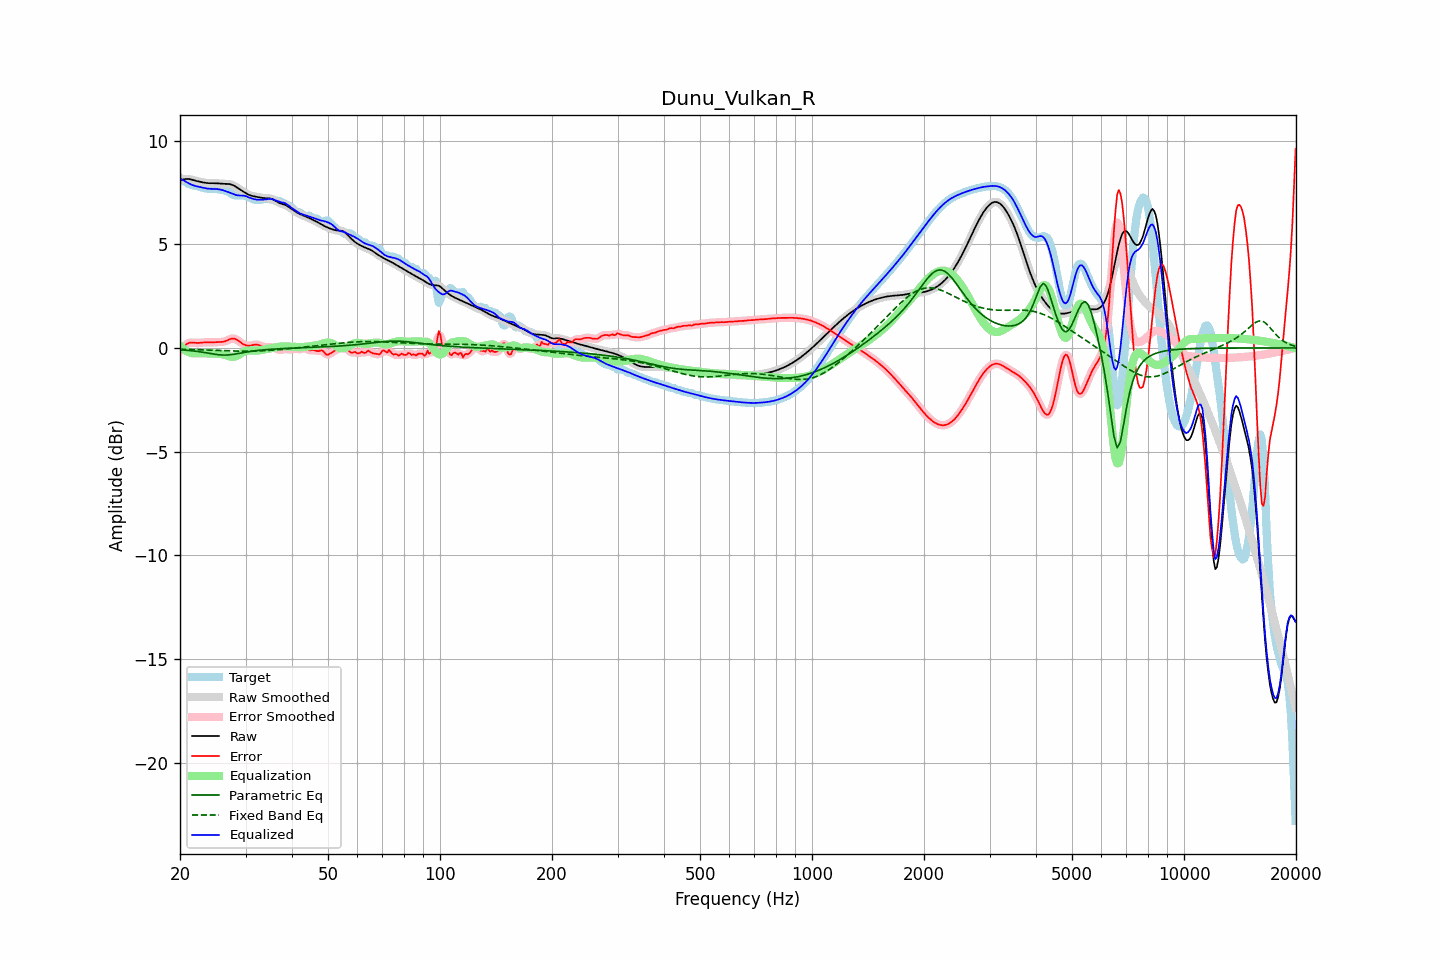 Dunu_Vulkan_R
Amplitude (dBr)
10
5
0
−5
−10
−15
−20
Target
Raw Smoothed
Error Smoothed
Raw
Error
Equalization
Parametric Eq
Fixed Band Eq
Equalized
20 50 100 200 500 1000 2000 5000 10000 20000
Frequency (Hz)